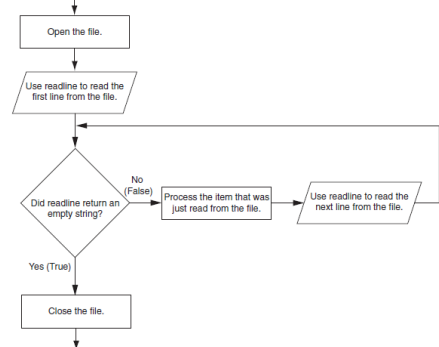 Open the file.
Use readline to read the
first line from the file.
No
(False)
Did readline return an
empty string?
Process the item that was
just read from the file.
Use readline to read the
next line from the file.
Yes (True)
Close the file.